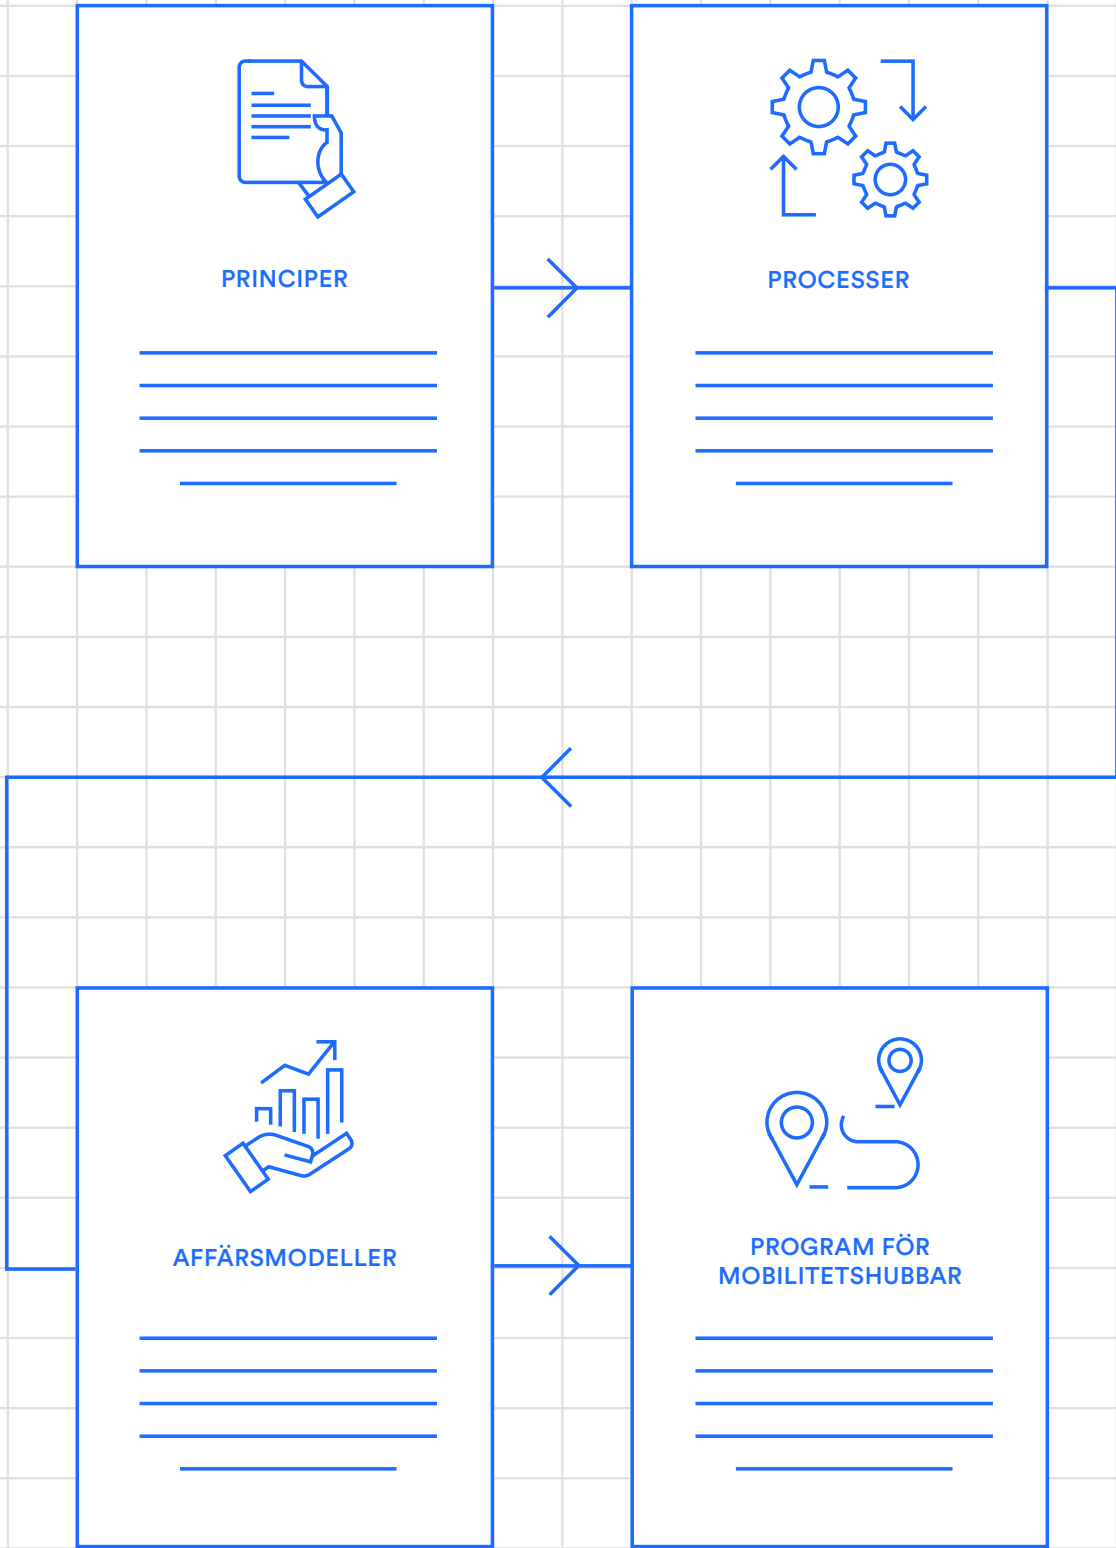 PRINCIPER
PROCESSER
AFFÄRSMODELLER
PROGRAM FÖR
MOBILITETSHUBBAR